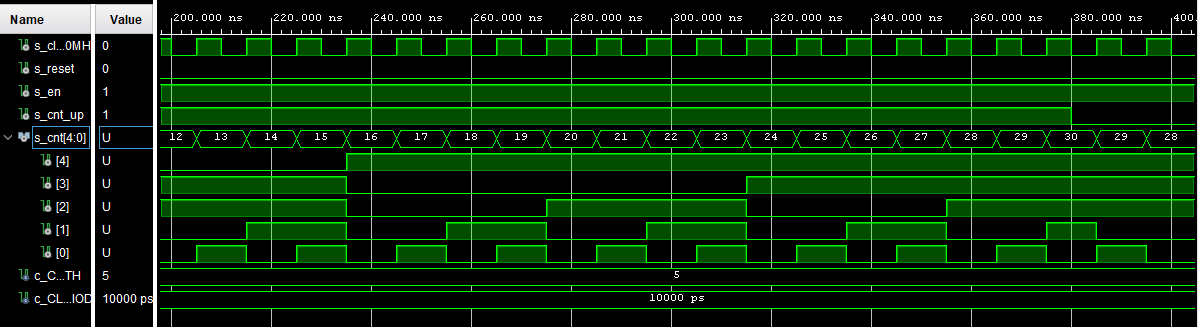 Name Value 200.000 ns 220.000 ns 240.000 ns 260.000 ns 280.000 ns 300.000 ns 320.000 ns 340.000 ns 360.000 ns 380.000 ns 400
s_cl...0MH 0
s_reset 0
s_en 1
s_cnt_up 1
s_cnt[4:0] U 12 13 14 15 16 17 18 19 20 21 22 23 24 25 26 27 28 29 30 29 28
[4] U
[3] U
[2] U
[1] U
[0] U
c_C...TH 5 5
c_CL...IOD 10000 ps 10000 ps